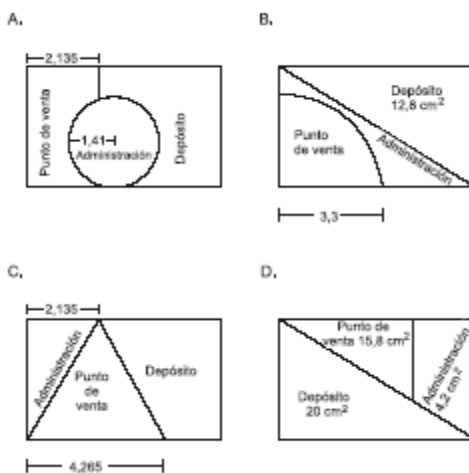 A.
2,135
Punto de venta
1,41
Administración
Depósito
B.
Depósito
12,8 cm²
Punto
de venta
Administración
3,3
C.
2,135
Administración
Punto
de
venta
Depósito
4,265
D.
Punto de
venta 15,8 cm²
Administración
4,2 cm²
Depósito
20 cm²